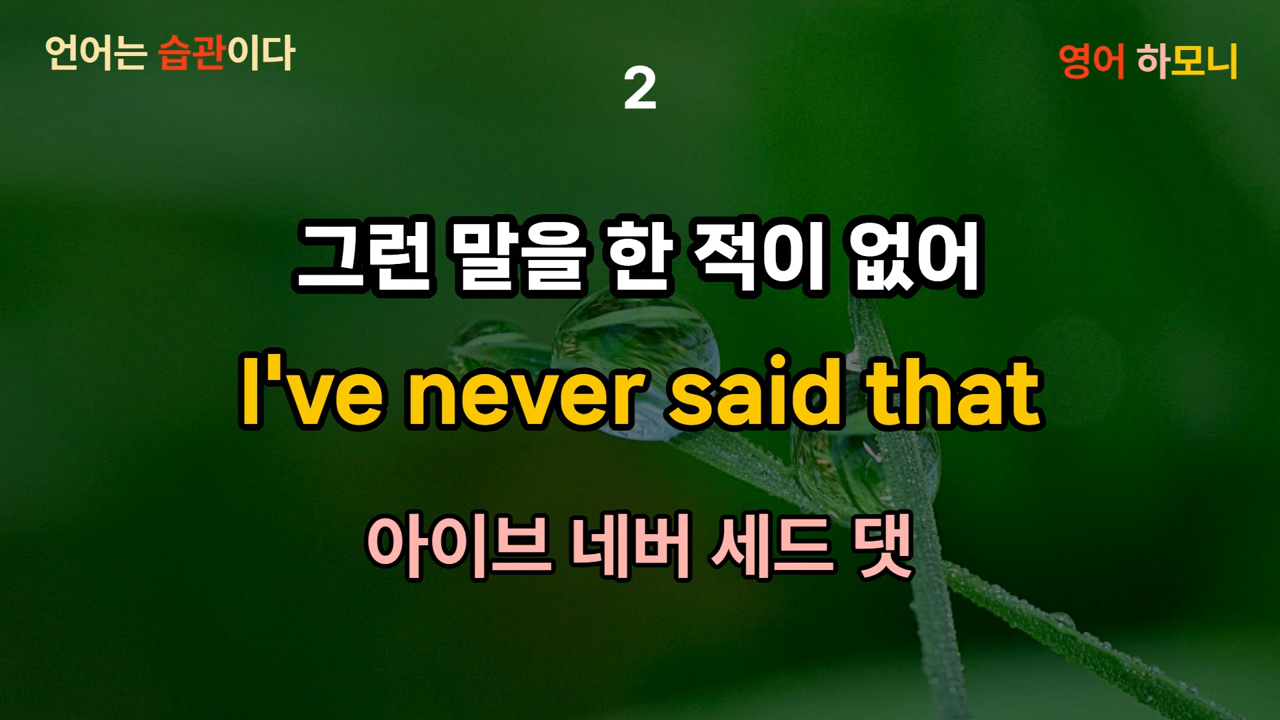 언어는 습관이다
영어 하모니
2
그런 말을 한 적이 없어
I've never said that
아이브 네버 세드 댓